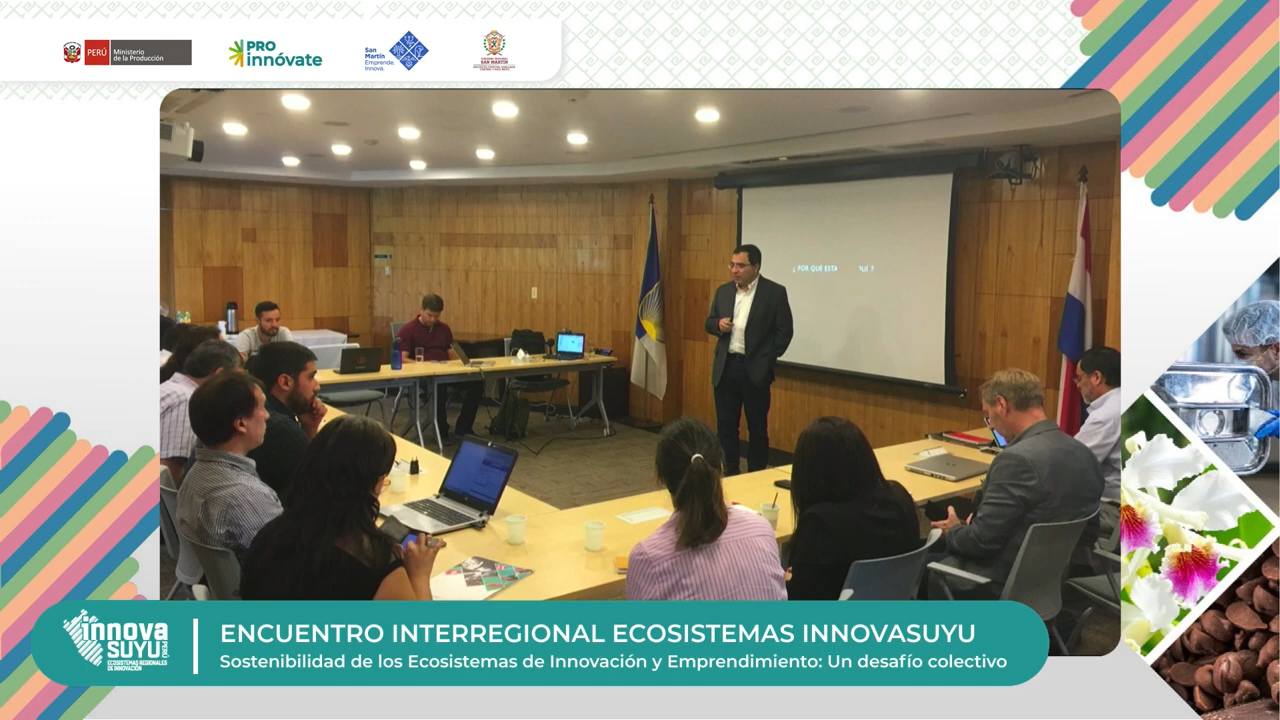 PERÚ
Ministerio
de la Producción
PRO
innóvate
San
Martín
Emprende.
Innova.
SAN MARTÍN
¿ POR QUÉ ESTA
innova
SUYU
PERÚ
ECOSISTEMAS REGIONALES
DE INNOVACIÓN
ENCUENTRO INTERREGIONAL ECOSISTEMAS INNOVASUYU
Sostenibilidad de los Ecosistemas de Innovación y Emprendimiento: Un desafío colectivo